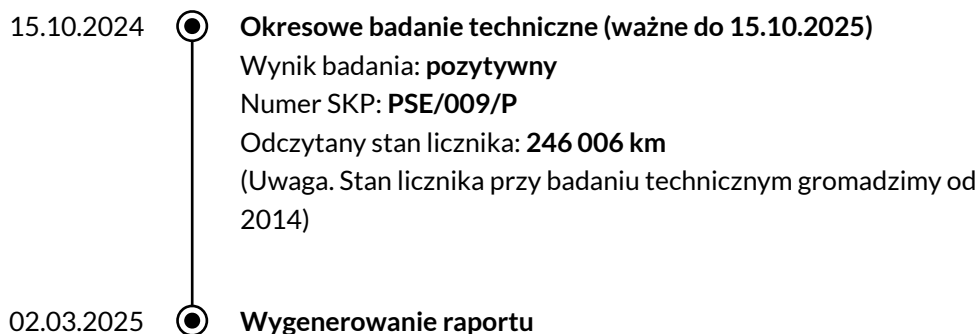 15.10.2024 Okresowe badanie techniczne (ważne do 15.10.2025)
Wynik badania: pozytywny
Numer SKP: PSE/009/P
Odczytany stan licznika: 246 006 km
(Uwaga. Stan licznika przy badaniu technicznym gromadzimy od
2014)
02.03.2025 Wygenerowanie raportu